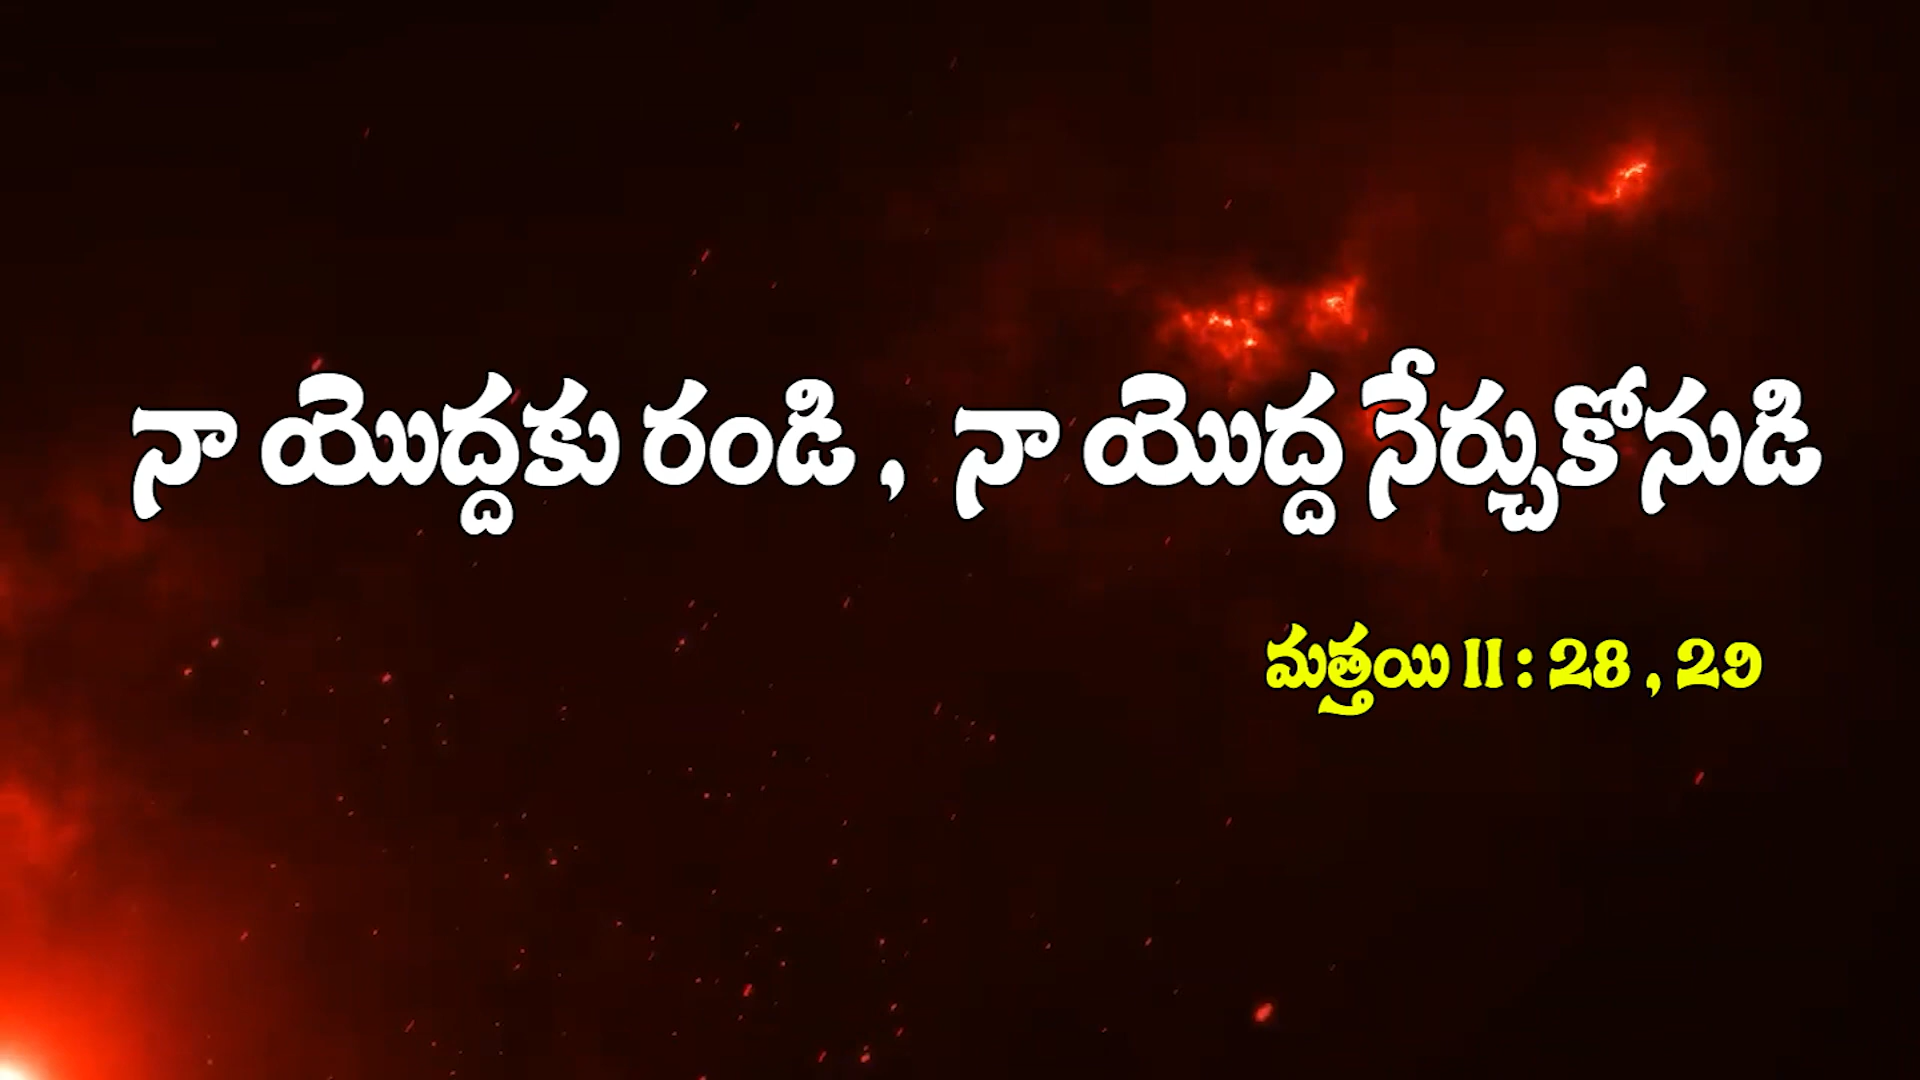 నా యొద్దకు రండి , నా యొద్ద నేర్చుకోనుడి
మత్తయి 11 : 28 , 29